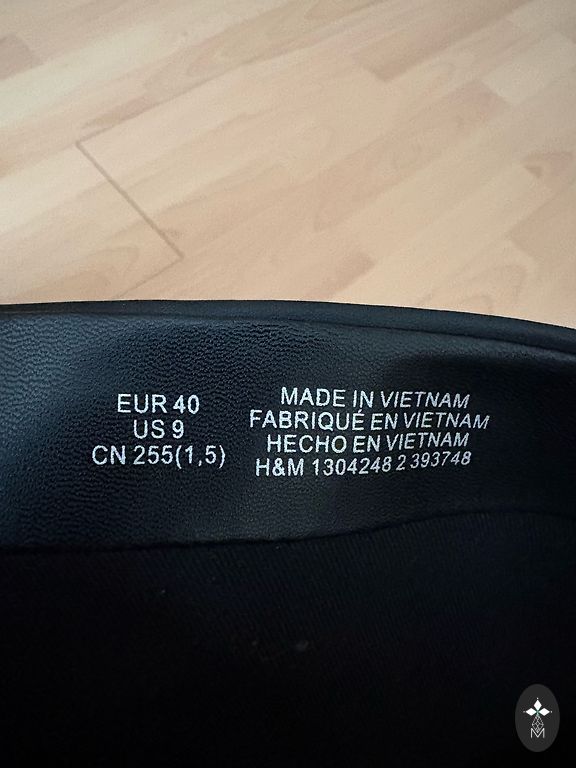 EUR 40
US 9
CN 255(1,5)
MADE IN VIETNAM
FABRIQUÉ EN VIETNAM
HECHO EN VIETNAM
H&M 1304248 2 393748
M